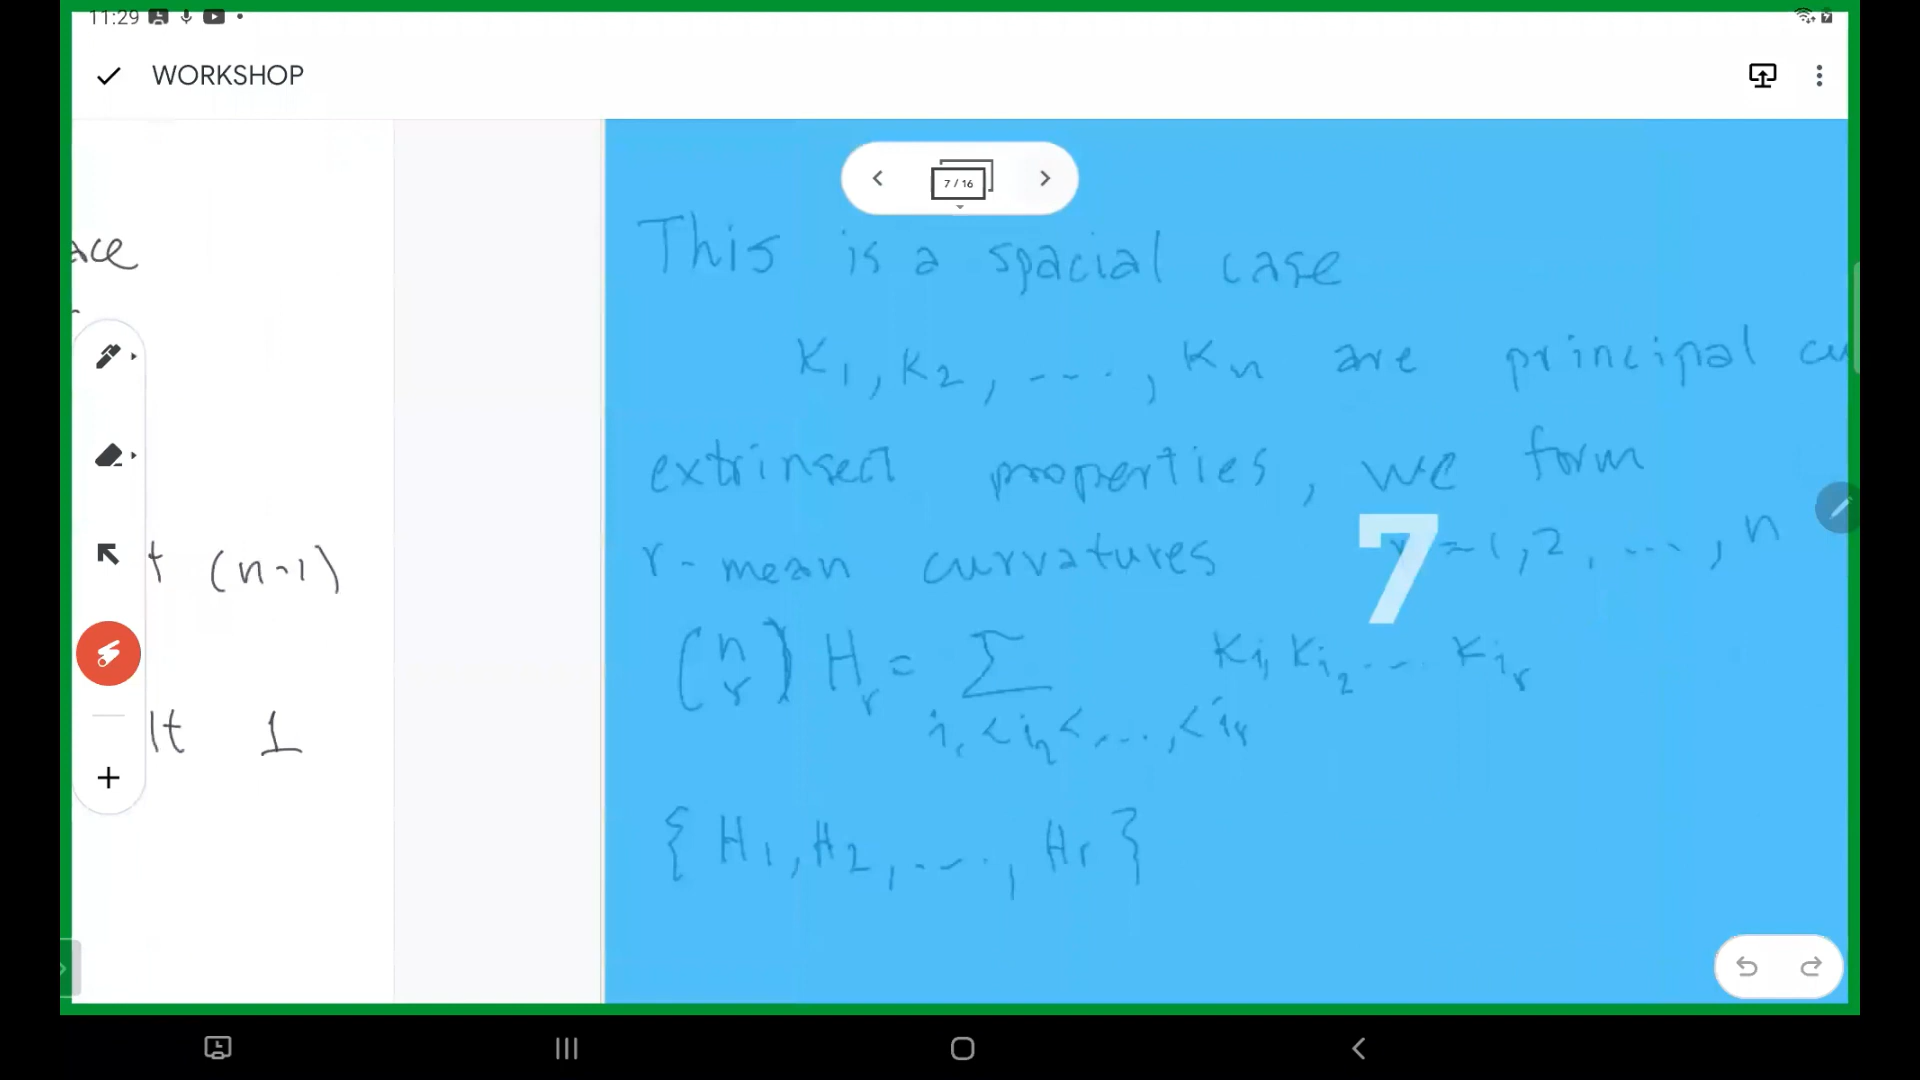 11:29
WORKSHOP
7 / 16
ace
t (n-1)
lt 1
This is a spacial case
K1, K2, ...., Kn are principal cu
extrinsect properties, we form
r-mean curvatures r=1,2, ..., n
7
(n r) Hr = Σ Ki1 Ki2 ... Kir
i1 < i2 < ..., < ir
{ H1, H2, ...., Hr }